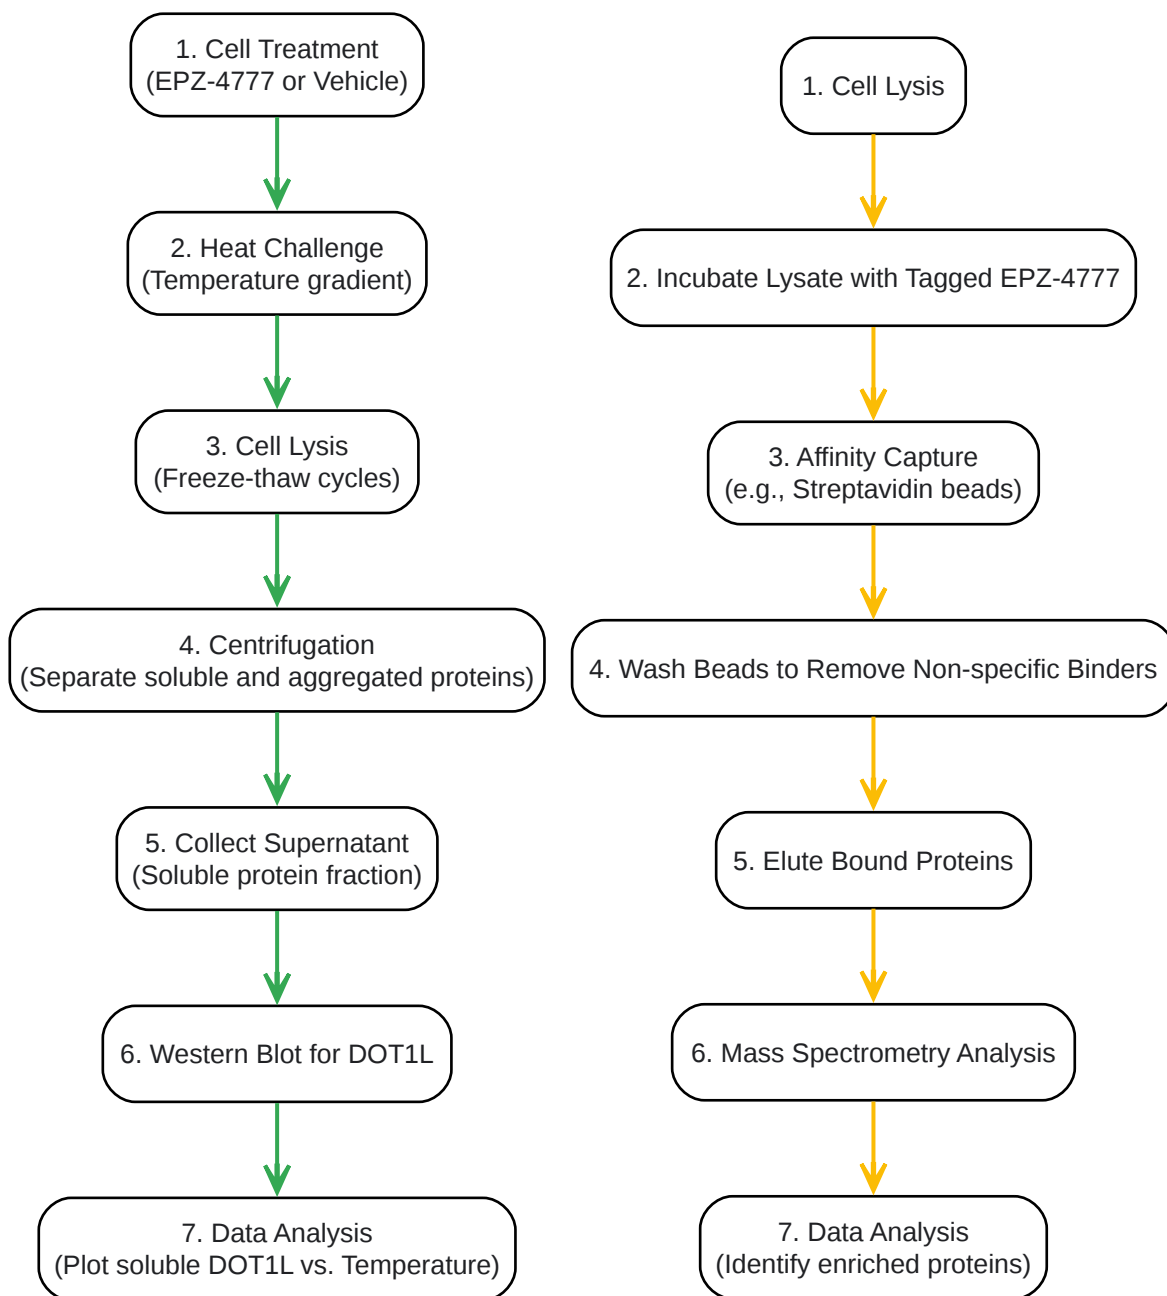 1. Cell Treatment
(EPZ-4777 or Vehicle)
2. Heat Challenge
(Temperature gradient)
3. Cell Lysis
(Freeze-thaw cycles)
4. Centrifugation
(Separate soluble and aggregated proteins)
5. Collect Supernatant
(Soluble protein fraction)
6. Western Blot for DOT1L
7. Data Analysis
(Plot soluble DOT1L vs. Temperature)
1. Cell Lysis
2. Incubate Lysate with Tagged EPZ-4777
3. Affinity Capture
(e.g., Streptavidin beads)
4. Wash Beads to Remove Non-specific Binders
5. Elute Bound Proteins
6. Mass Spectrometry Analysis
7. Data Analysis
(Identify enriched proteins)